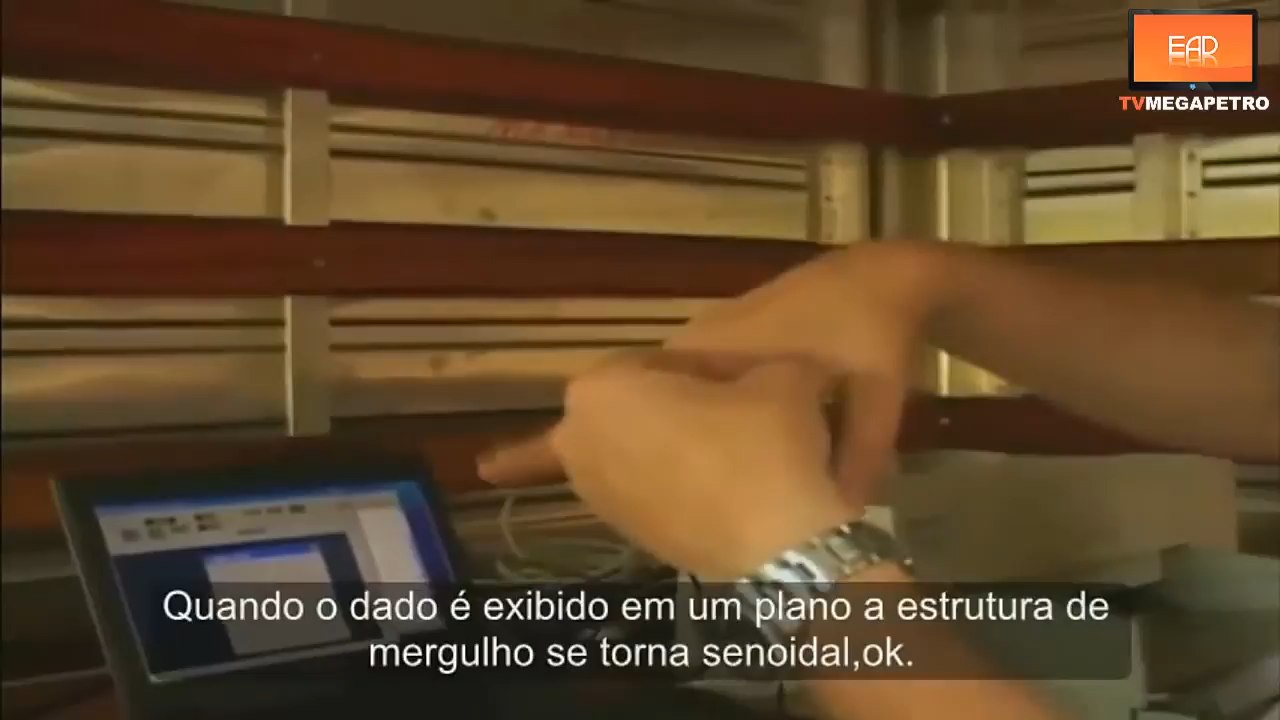 EAD
TVMEGAPETRO
Quando o dado é exibido em um plano a estrutura de
mergulho se torna senoidal,ok.